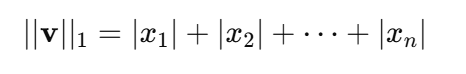 ||𝐯||₁ = |x₁| + |x₂| + ⋯ + |xₙ|